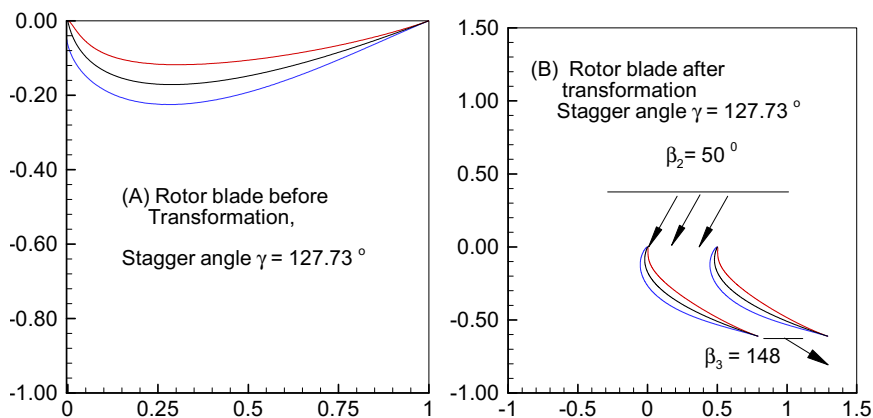 0.00
-0.20
-0.40
-0.60
-0.80
-1.00
0
0.25
0.5
0.75
1
(A) Rotor blade before
Transformation,
Stagger angle γ = 127.73 °
1.50
1.00
0.50
0.00
-0.50
-1.00
-1
-0.5
0
0.5
1
1.5
(B) Rotor blade after
transformation
Stagger angle γ = 127.73 °
β₂= 50 ⁰
β₃ = 148